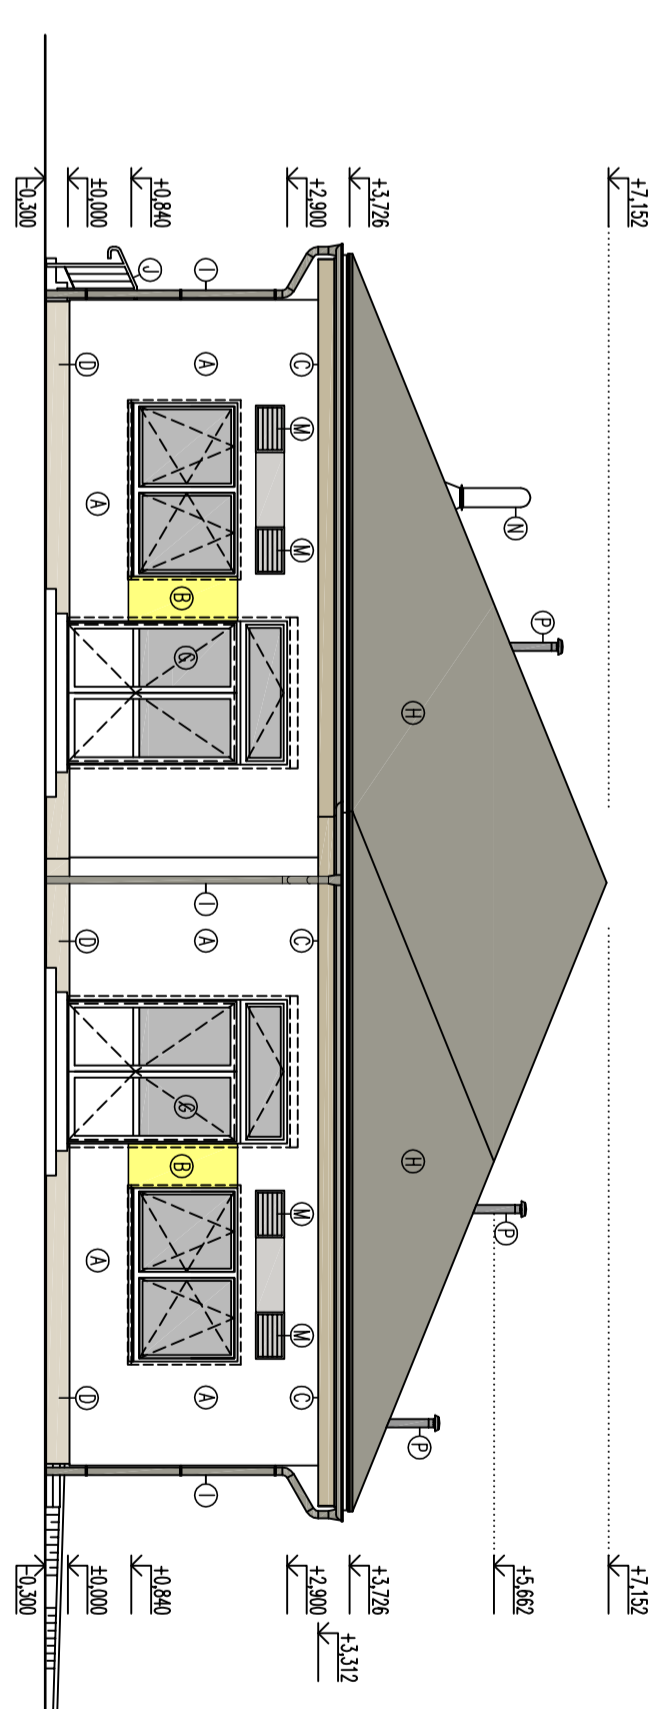 +7,152 +7,152
P
N +5,662
P
H H P
+3,726 +3,726
+3,312
+2,900 C M M C M M C +2,900
I A I A A I
B G G B
+0,840 J +0,840
A A
±0,000 D D D ±0,000
-0,300 -0,300